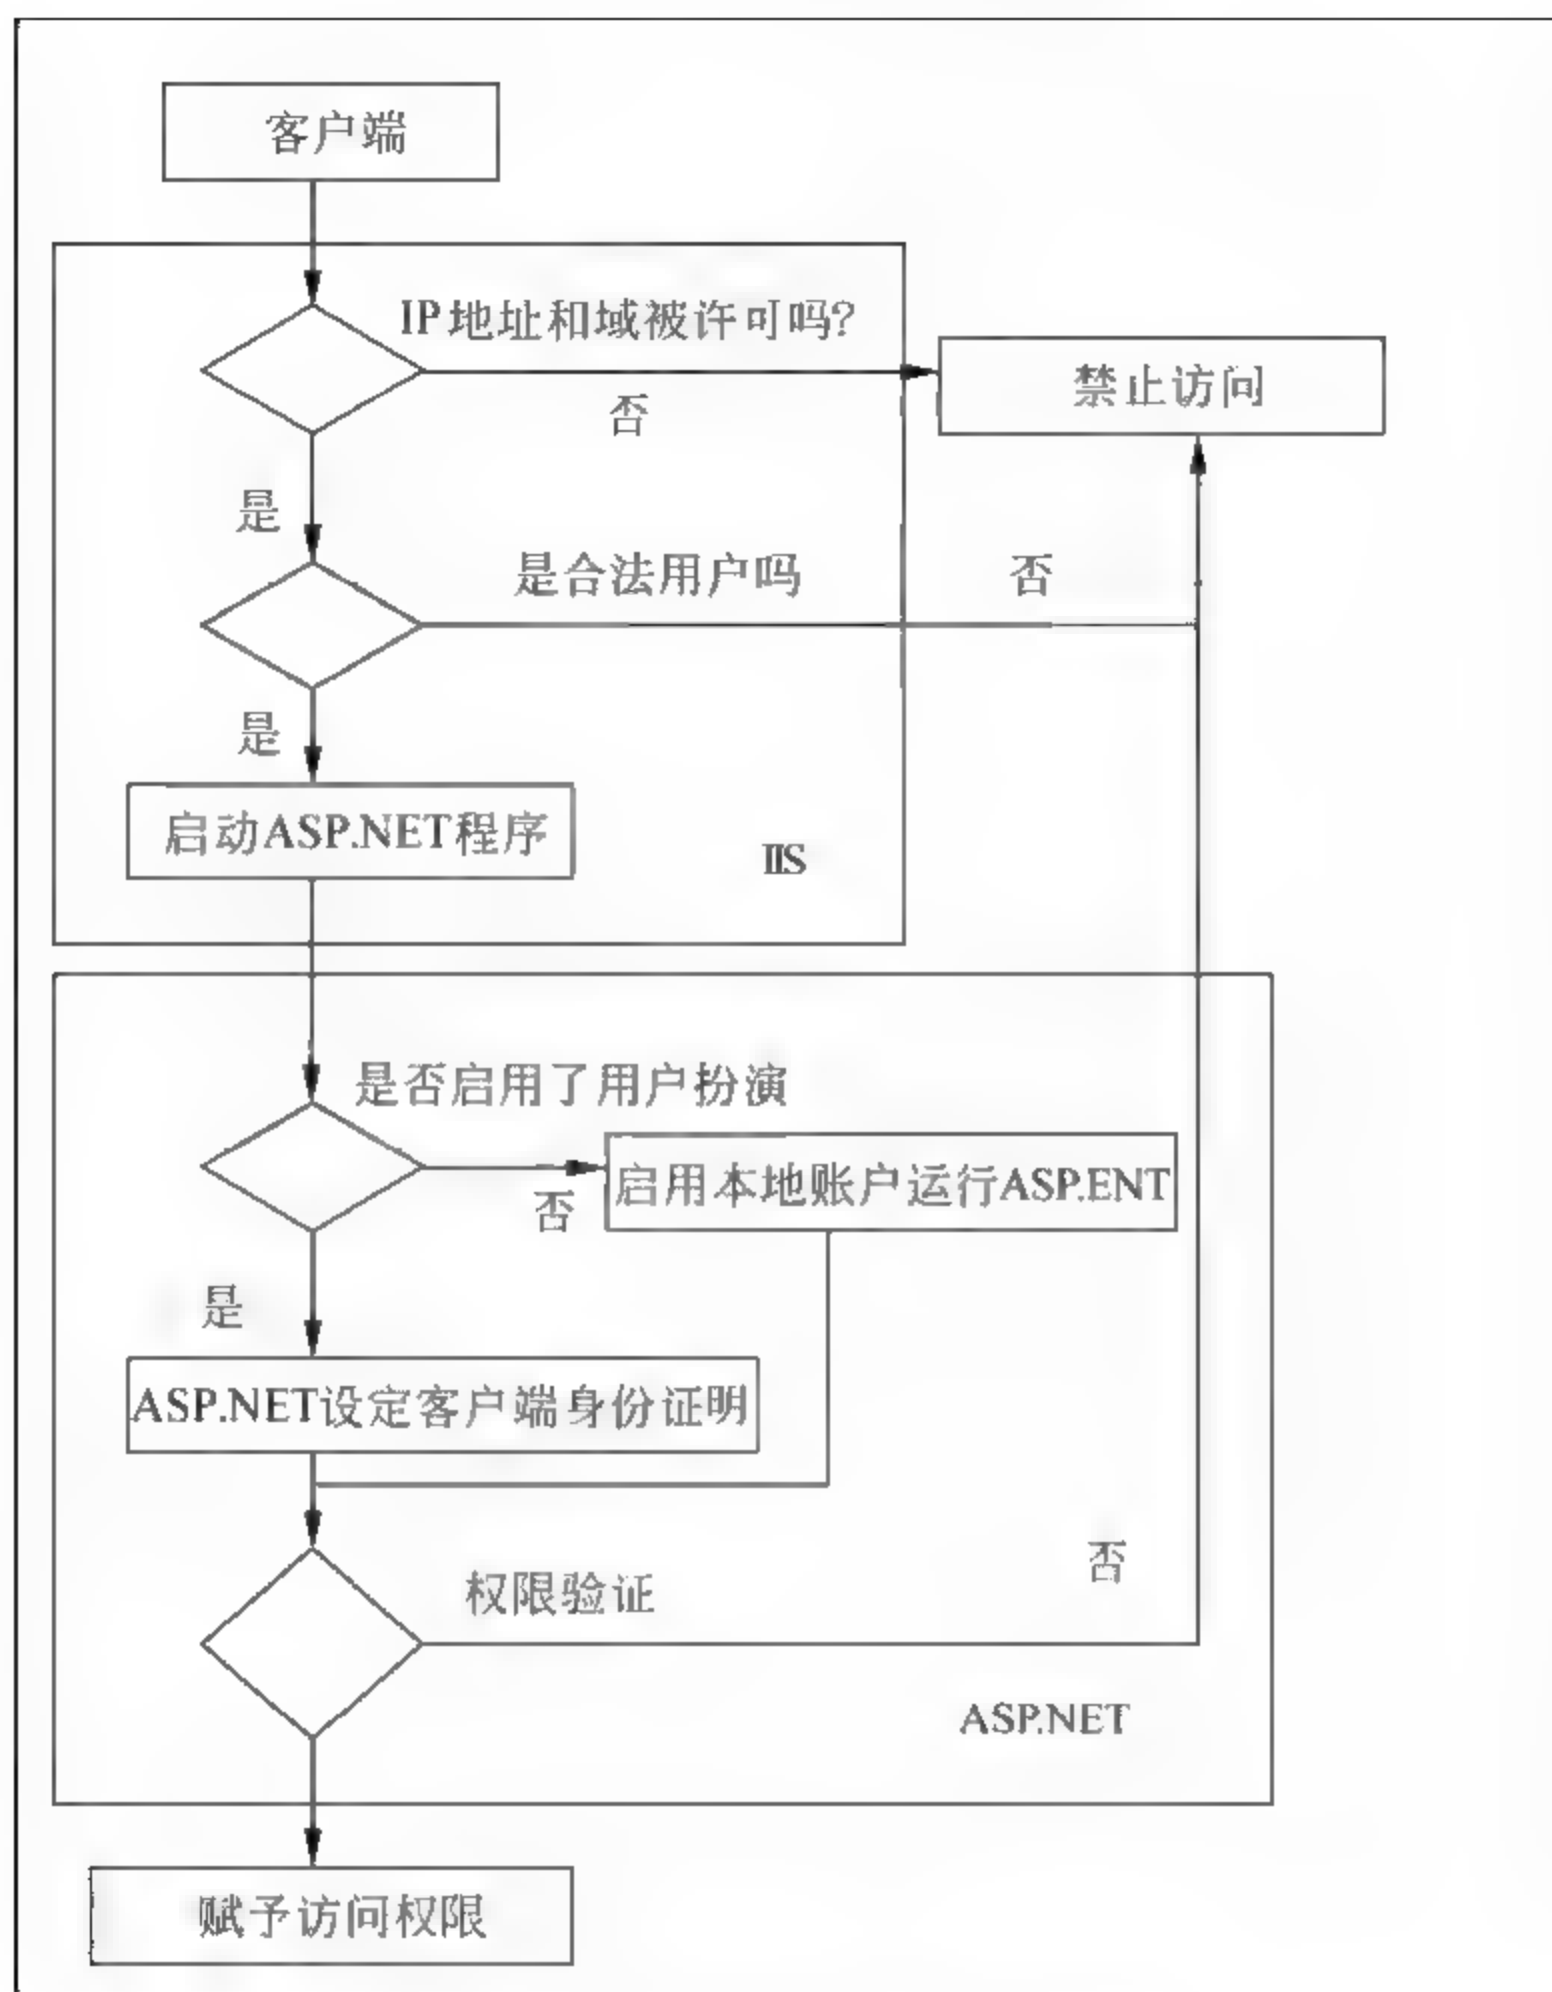 客户端
IP地址和域被许可吗?
禁止访问
否
是
是合法用户吗
否
是
启动ASP.NET程序
IIS
是否启用了用户扮演
启用本地账户运行ASP.ENT
否
是
ASP.NET设定客户端身份证明
否
权限验证
ASP.NET
赋予访问权限